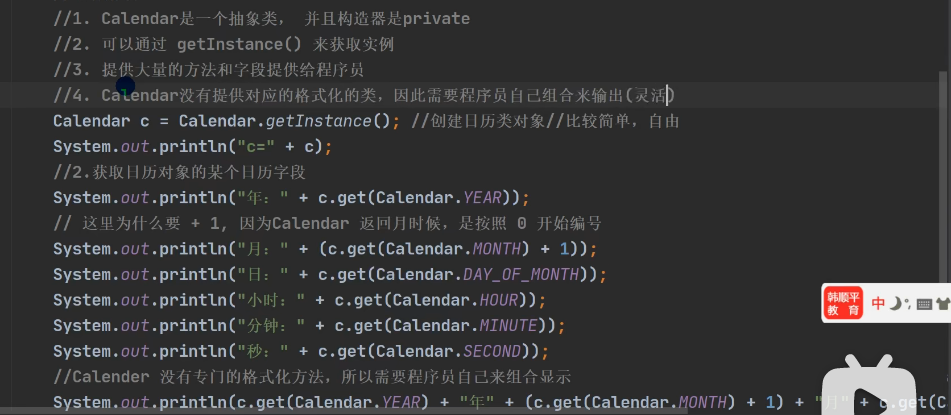 //1. Calendar是一个抽象类， 并且构造器是private
//2. 可以通过 getInstance() 来获取实例
//3. 提供大量的方法和字段提供给程序员
//4. Calendar没有提供对应的格式化的类，因此需要程序员自己组合来输出(灵活)
Calendar c = Calendar.getInstance(); //创建日历类对象//比较简单，自由
System.out.println("c=" + c);
//2.获取日历对象的某个日历字段
System.out.println("年：" + c.get(Calendar.YEAR));
// 这里为什么要 + 1, 因为Calendar 返回月时候，是按照 0 开始编号
System.out.println("月：" + (c.get(Calendar.MONTH) + 1));
System.out.println("日：" + c.get(Calendar.DAY_OF_MONTH));
System.out.println("小时：" + c.get(Calendar.HOUR));
System.out.println("分钟：" + c.get(Calendar.MINUTE));
System.out.println("秒：" + c.get(Calendar.SECOND));
//Calender 没有专门的格式化方法，所以需要程序员自己来组合显示
System.out.println(c.get(Calendar.YEAR) + "年" + (c.get(Calendar.MONTH) + 1) + "月" + c.get(C
韩顺平
教育
中